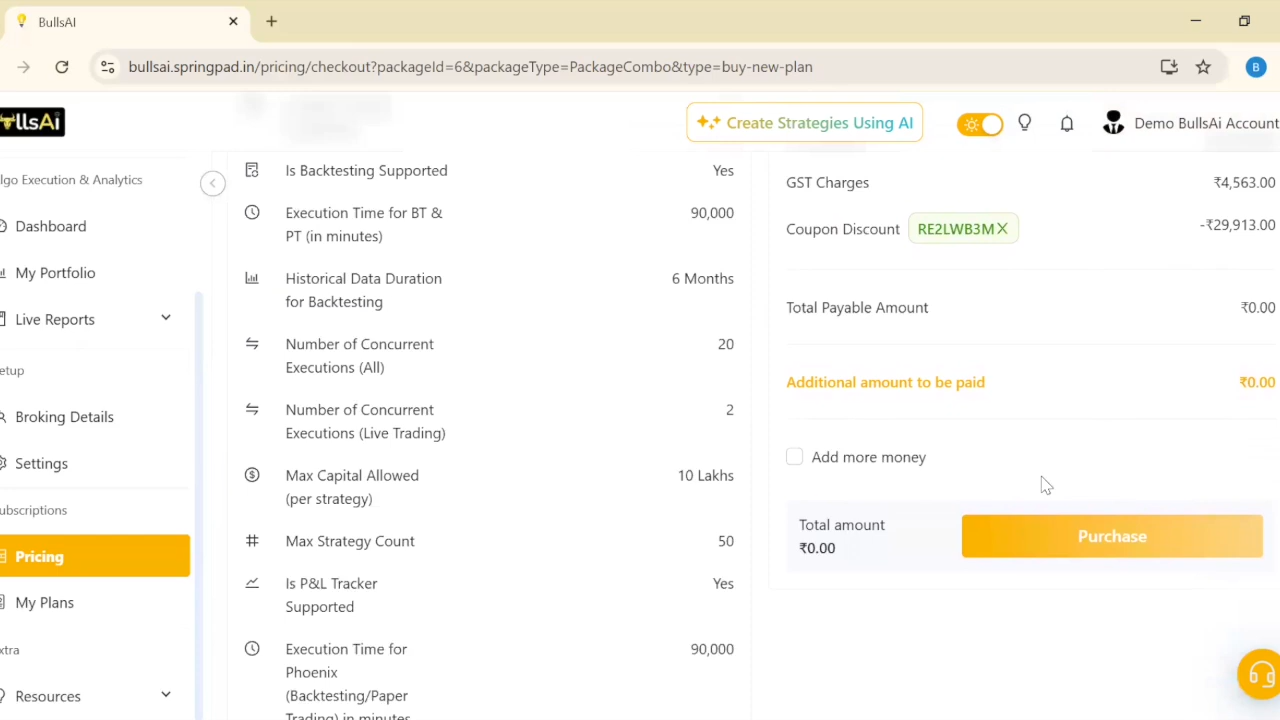 BullsAI
bullsai.springpad.in/pricing/checkout?packageId=6&packageType=PackageCombo&type=buy-new-plan
B
llsAi
Create Strategies Using AI
Demo BullsAi Account
lgo Execution & Analytics
Dashboard
My Portfolio
Live Reports
etup
Broking Details
Settings
ubscriptions
Pricing
My Plans
xtra
Resources
Is Backtesting Supported Yes
Execution Time for BT & 90,000
PT (in minutes)
Historical Data Duration 6 Months
for Backtesting
Number of Concurrent 20
Executions (All)
Number of Concurrent 2
Executions (Live Trading)
Max Capital Allowed 10 Lakhs
(per strategy)
Max Strategy Count 50
Is P&L Tracker Yes
Supported
Execution Time for 90,000
Phoenix
(Backtesting/Paper
Trading) in minutes
GST Charges ₹4,563.00
Coupon Discount RE2LWB3M -₹29,913.00
Total Payable Amount ₹0.00
Additional amount to be paid ₹0.00
Add more money
Total amount
₹0.00
Purchase